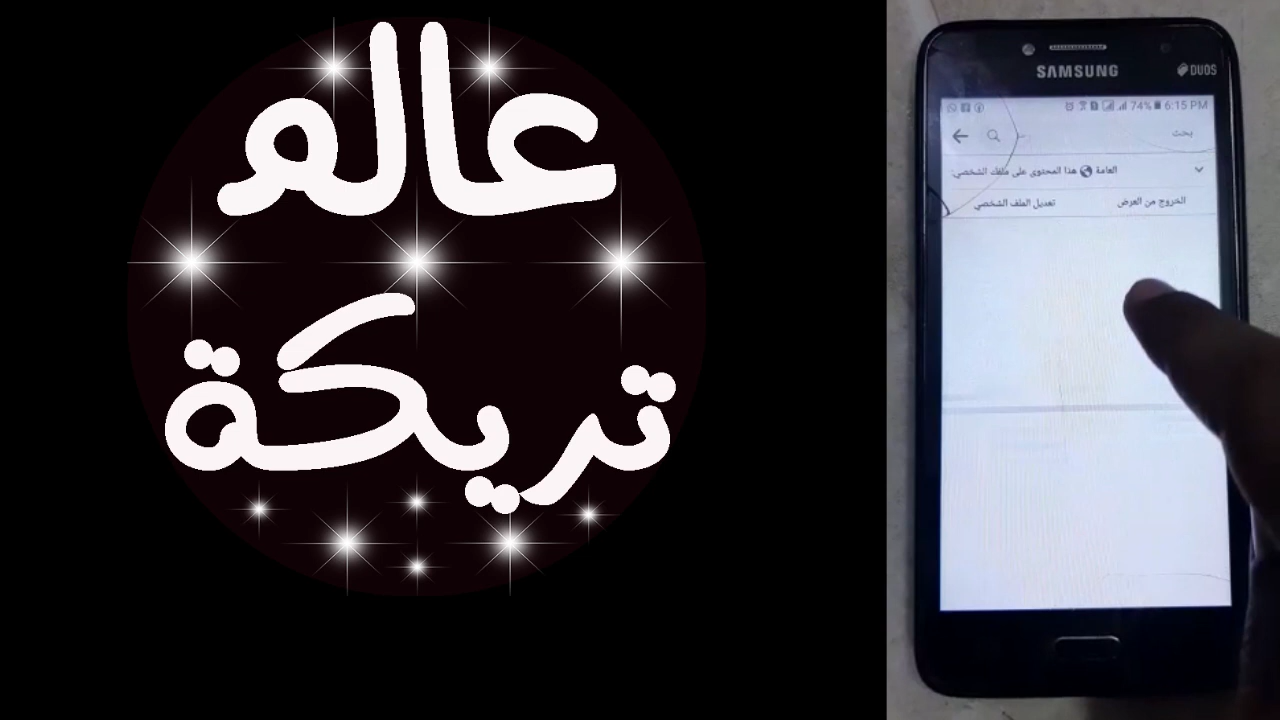 عالم
تريكة
SAMSUNG
DUOS
74% 6:15 PM
بحث
العامة هذا المحتوى على ملفك الشخصي:
الخروج من العرض
تعديل الملف الشخصي